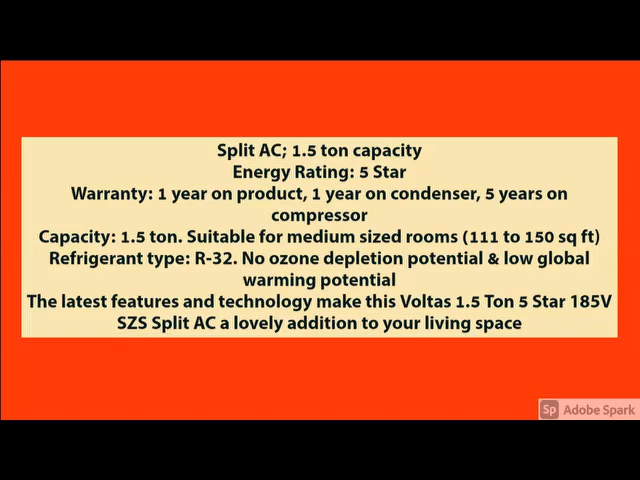 Split AC; 1.5 ton capacity
Energy Rating: 5 Star
Warranty: 1 year on product, 1 year on condenser, 5 years on
compressor
Capacity: 1.5 ton. Suitable for medium sized rooms (111 to 150 sq ft)
Refrigerant type: R-32. No ozone depletion potential & low global
warming potential
The latest features and technology make this Voltas 1.5 Ton 5 Star 185V
SZS Split AC a lovely addition to your living space
Sp Adobe Spark